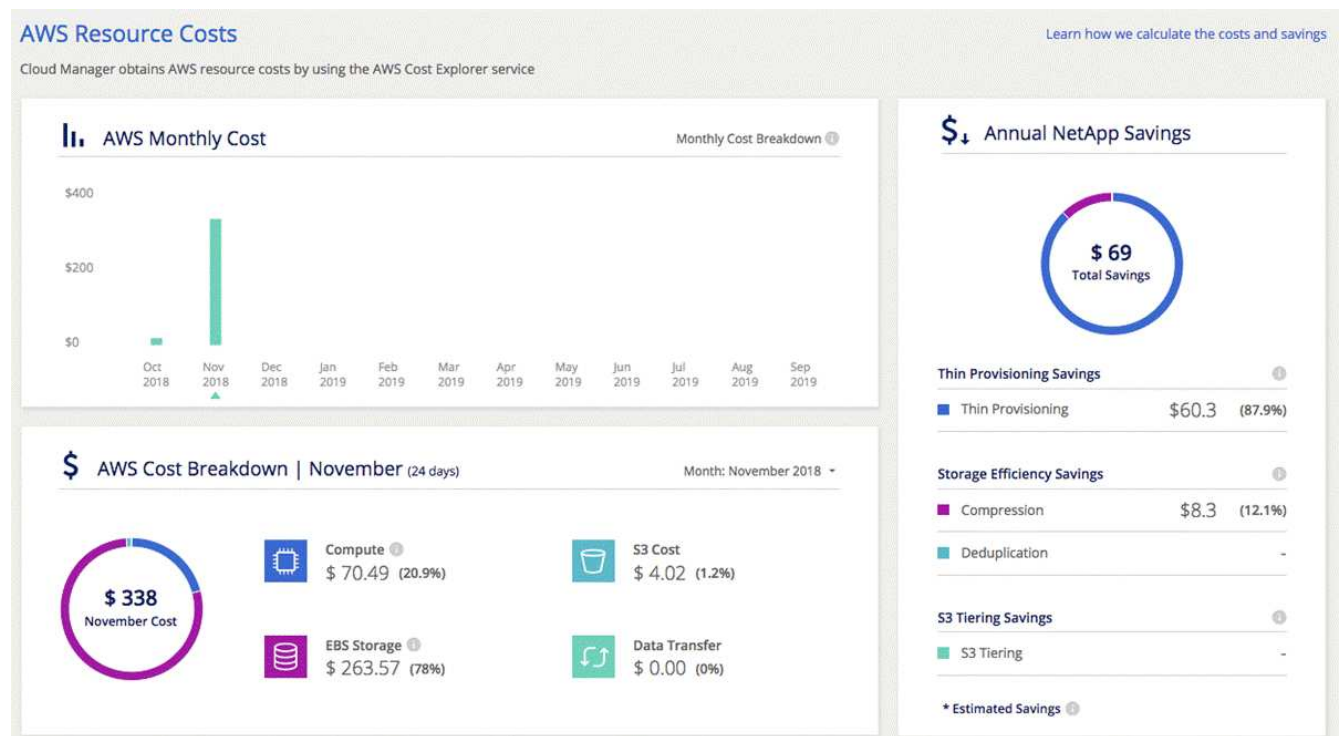 AWS Resource Costs
Learn how we calculate the costs and savings
Cloud Manager obtains AWS resource costs by using the AWS Cost Explorer service
AWS Monthly Cost
Monthly Cost Breakdown
$400
$200
$0
Oct Nov Dec Jan Feb Mar Apr May Jun Jul Aug Sep
2018 2018 2018 2019 2019 2019 2019 2019 2019 2019 2019 2019
AWS Cost Breakdown | November (24 days)
Month: November 2018
$ 338
November Cost
Compute
$ 70.49 (20.9%)
S3 Cost
$ 4.02 (1.2%)
EBS Storage
$ 263.57 (78%)
Data Transfer
$ 0.00 (0%)
Annual NetApp Savings
$ 69
Total Savings
Thin Provisioning Savings
Thin Provisioning $60.3 (87.9%)
Storage Efficiency Savings
Compression $8.3 (12.1%)
Deduplication -
S3 Tiering Savings
S3 Tiering -
* Estimated Savings